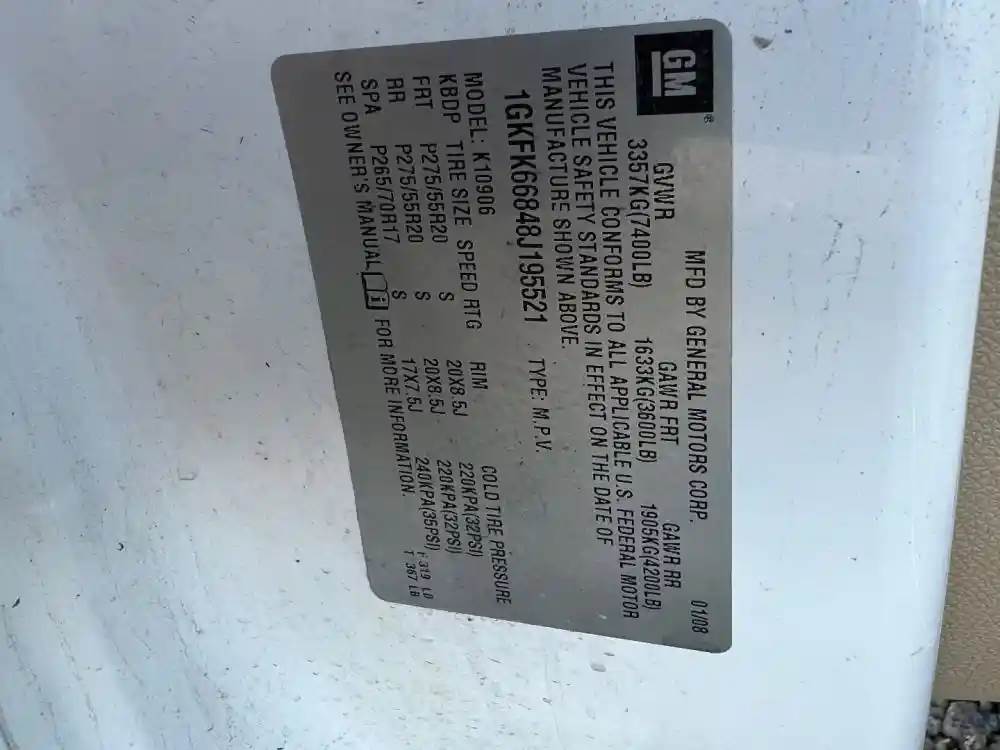 GM®
MFD BY GENERAL MOTORS CORP. 01/08
GVWR GAWR FRT GAWR RR
3357KG(7400LB) 1633KG(3600LB) 1905KG(4200LB)
THIS VEHICLE CONFORMS TO ALL APPLICABLE U.S. FEDERAL MOTOR
VEHICLE SAFETY STANDARDS IN EFFECT ON THE DATE OF
MANUFACTURE SHOWN ABOVE.
1GKFK66848J195521 TYPE: M.P.V.
MODEL: K10906
KBDP TIRE SIZE SPEED RTG RIM COLD TIRE PRESSURE
FRT P275/55R20 S 20X8.5J 220KPA(32PSI)
RR P275/55R20 S 20X8.5J 220KPA(32PSI)
SPA P265/70R17 S 17X7.5J 240KPA(35PSI)
SEE OWNER'S MANUAL FOR MORE INFORMATION.
319 LD
T 367 LB